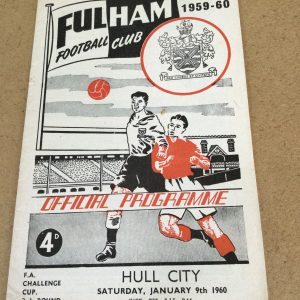 FULHAM
FOOTBALL CLUB
1959-60
OFFICIAL PROGRAMME
4D
F.A.
CHALLENGE
CUP.
HULL CITY
SATURDAY, JANUARY 9th 1960